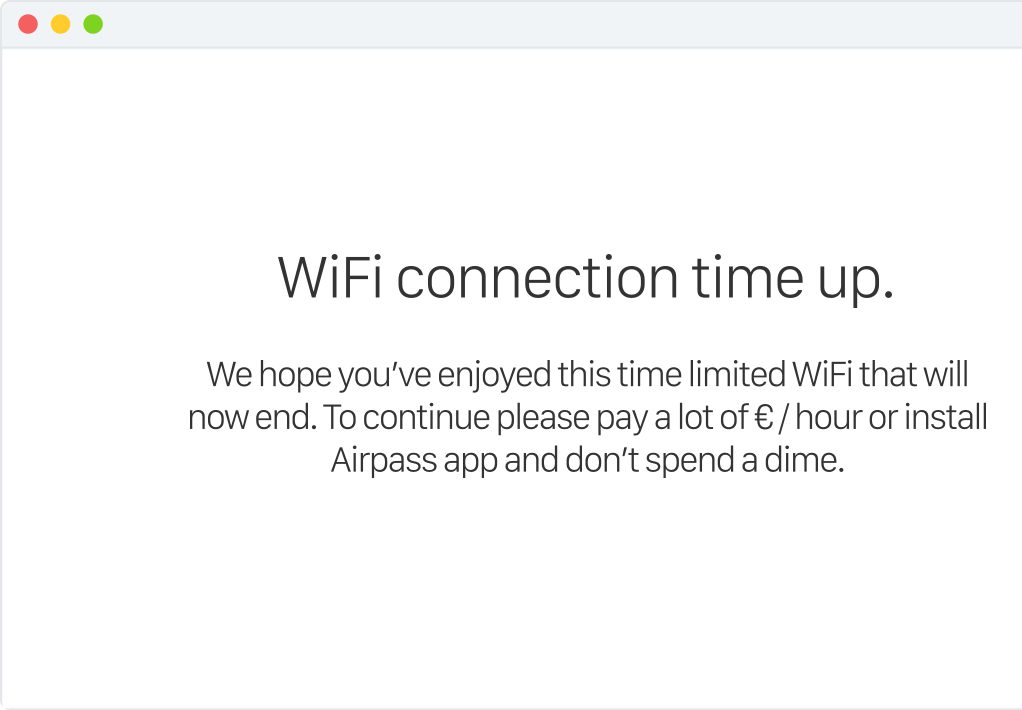 WiFi connection time up.
We hope you’ve enjoyed this time limited WiFi that will
now end. To continue please pay a lot of € / hour or install
Airpass app and don’t spend a dime.